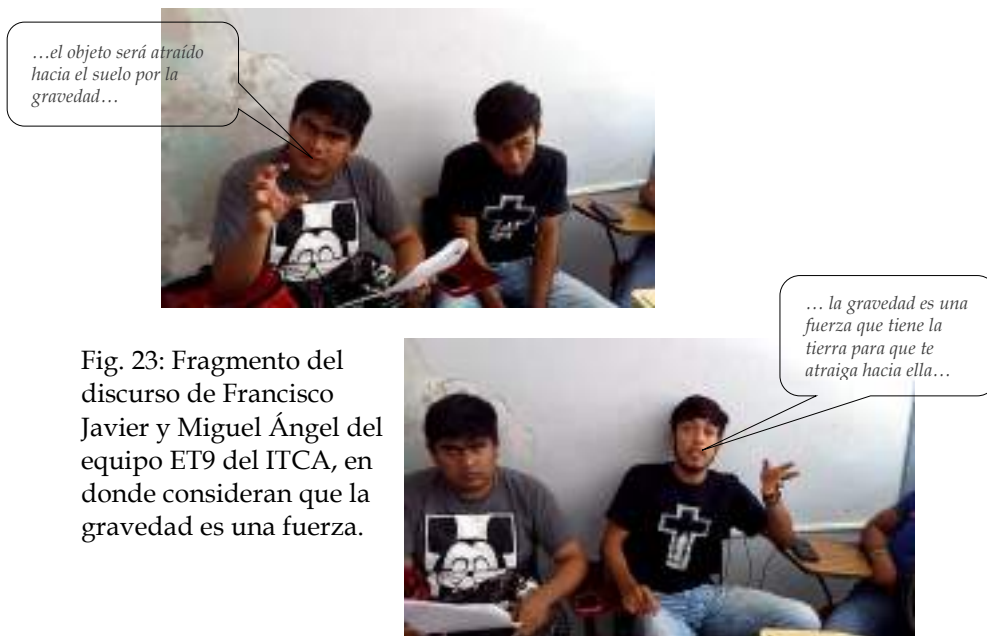 …el objeto será atraído
hacia el suelo por la
gravedad…
… la gravedad es una
fuerza que tiene la
tierra para que te
atraiga hacia ella…
Fig. 23: Fragmento del
discurso de Francisco
Javier y Miguel Ángel del
equipo ET9 del ITCA, en
donde consideran que la
gravedad es una fuerza.